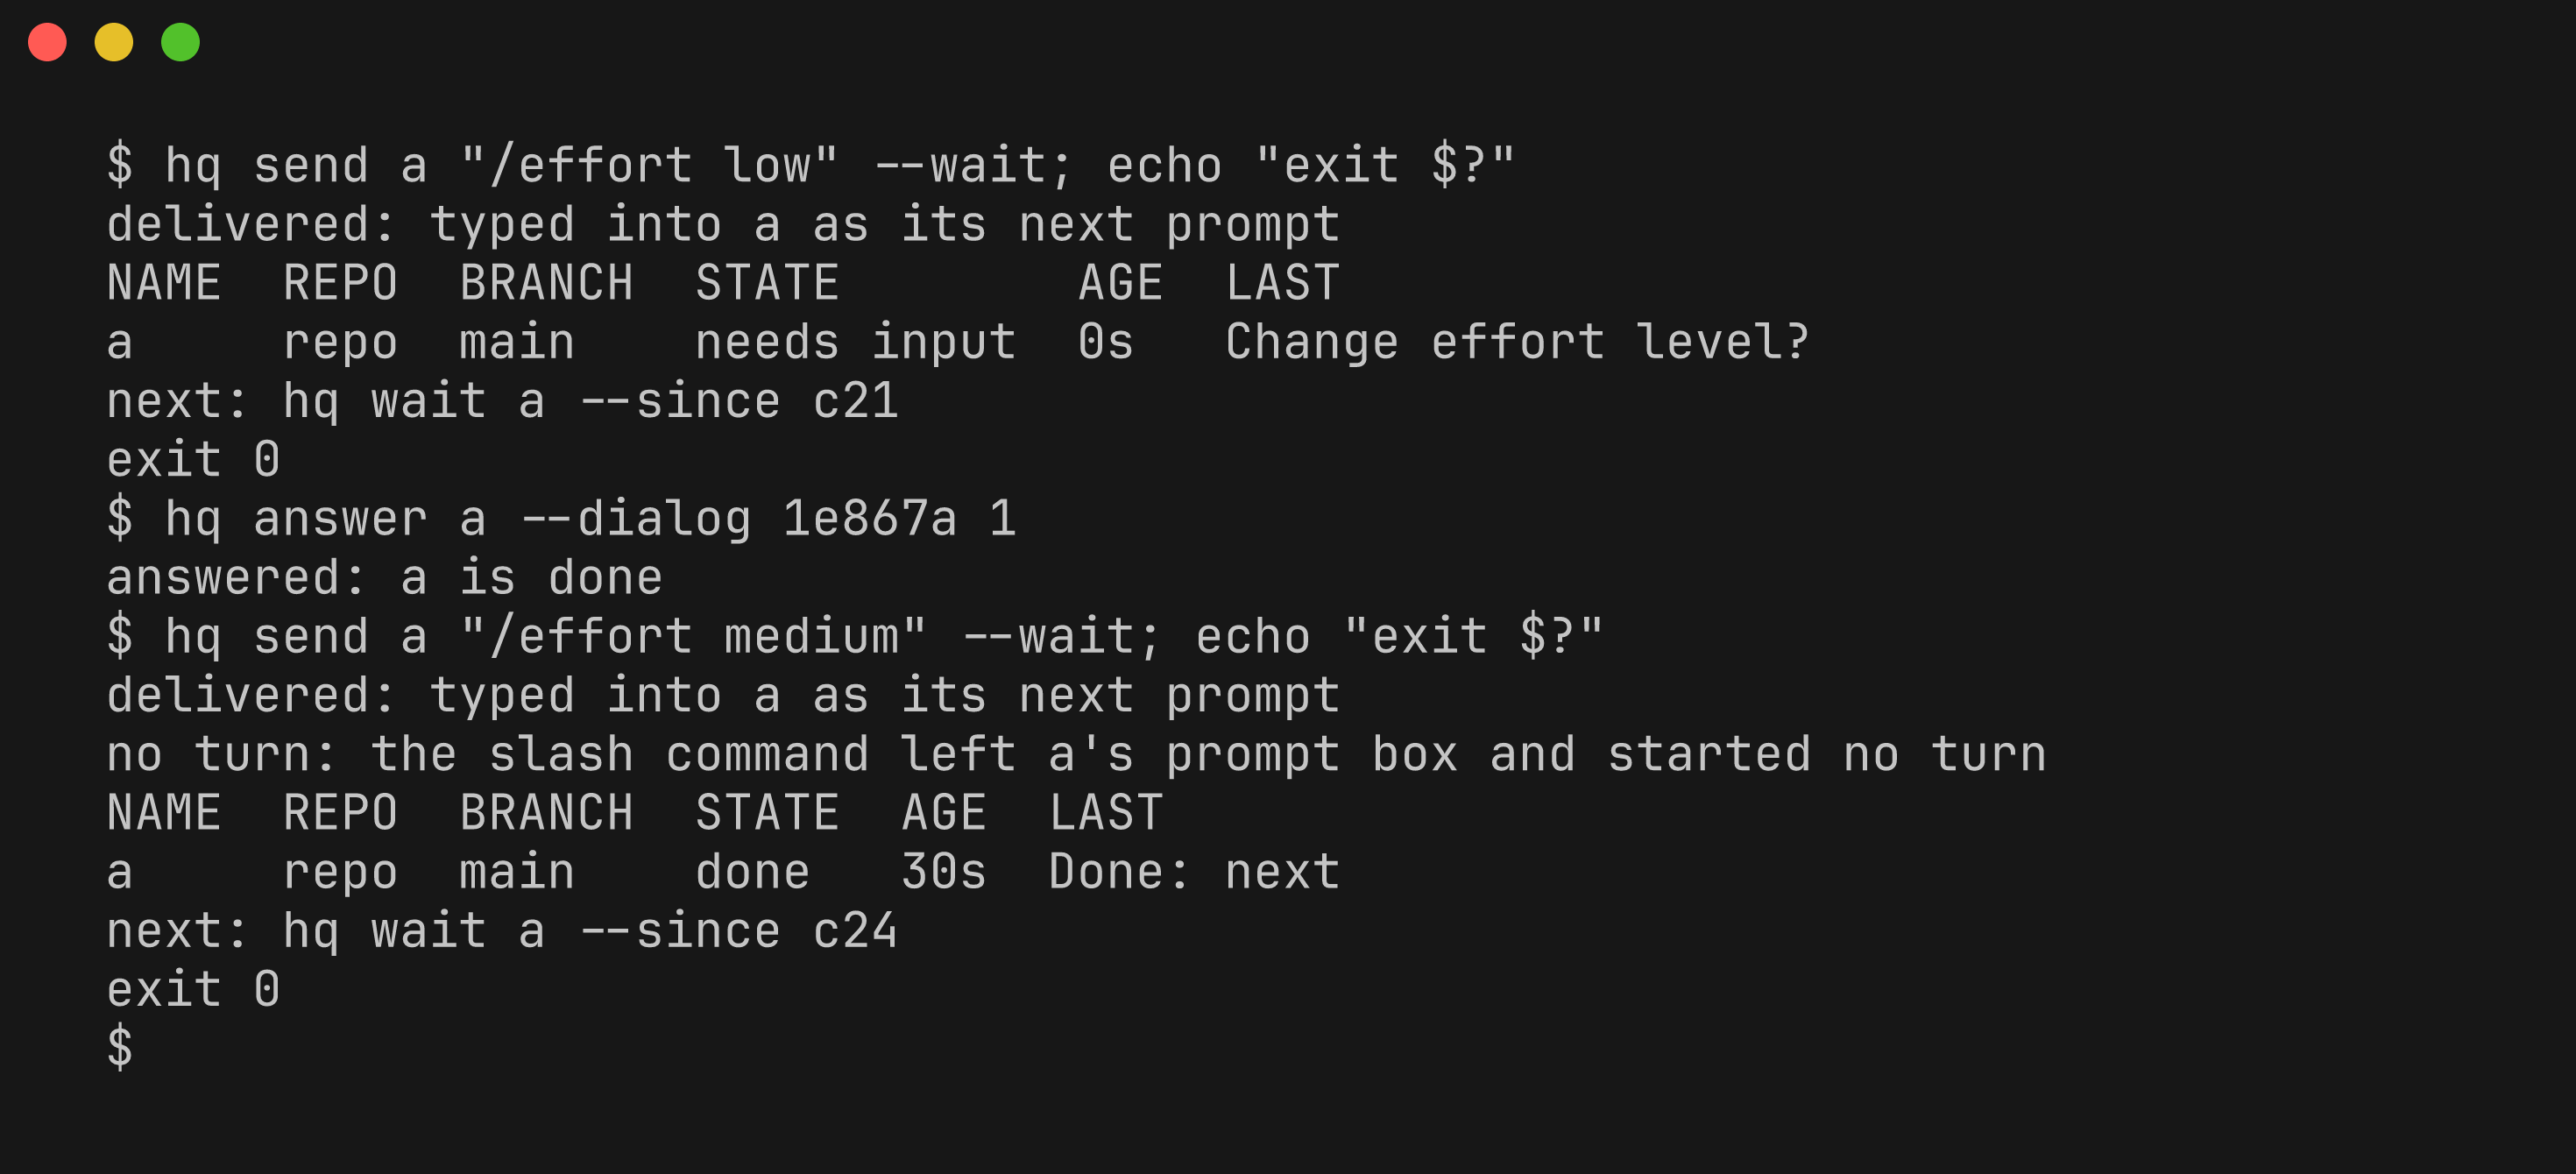 $ hq send a "/effort low" --wait; echo "exit $?"
delivered: typed into a as its next prompt
NAME  REPO  BRANCH  STATE        AGE  LAST
a     repo  main    needs input  0s   Change effort level?
next: hq wait a --since c21
exit 0
$ hq answer a --dialog 1e867a 1
answered: a is done
$ hq send a "/effort medium" --wait; echo "exit $?"
delivered: typed into a as its next prompt
no turn: the slash command left a's prompt box and started no turn
NAME  REPO  BRANCH  STATE  AGE  LAST
a     repo  main    done   30s  Done: next
next: hq wait a --since c24
exit 0
$